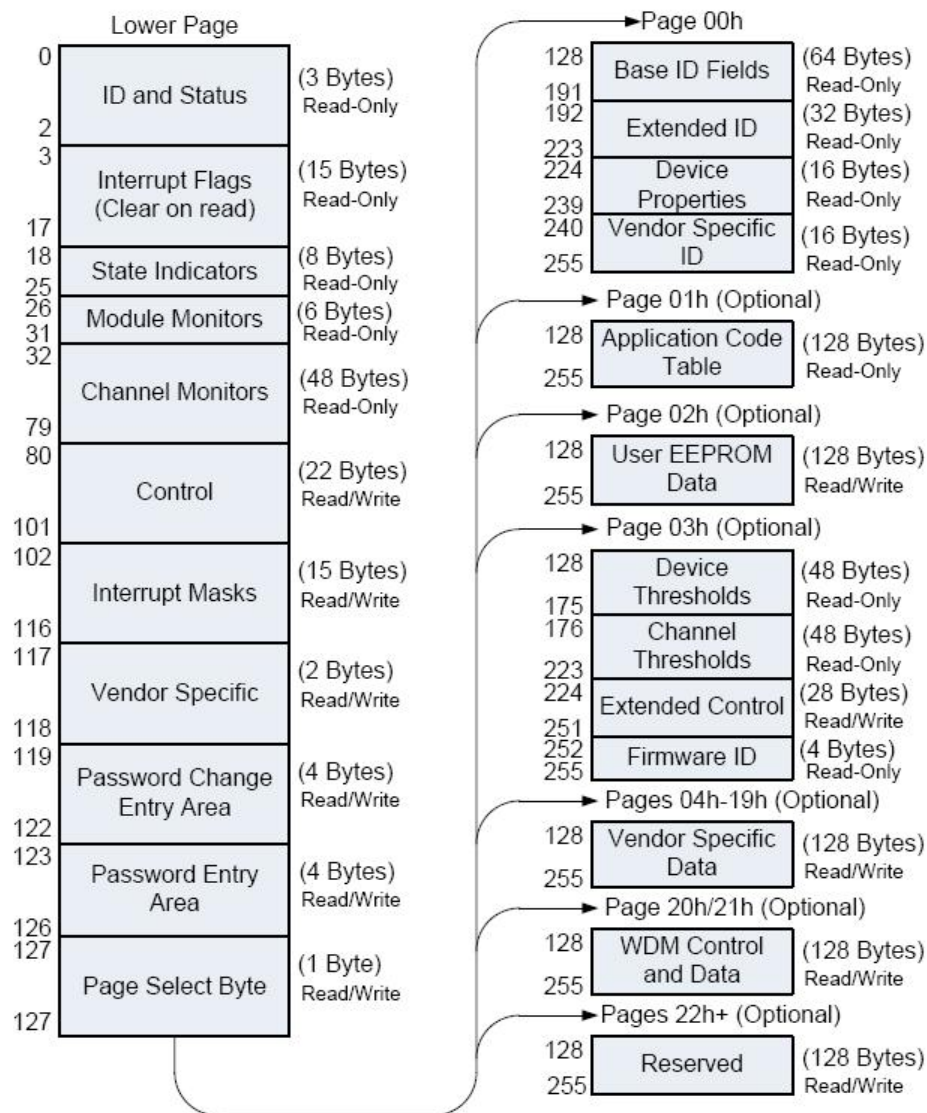 Lower Page
0
ID and Status
2
(3 Bytes)
Read-Only
3
Interrupt Flags
(Clear on read)
17
(15 Bytes)
Read-Only
18
State Indicators
25
(8 Bytes)
Read-Only
26
Module Monitors
31
(6 Bytes)
Read-Only
32
Channel Monitors
79
(48 Bytes)
Read-Only
80
Control
101
(22 Bytes)
Read/Write
102
Interrupt Masks
116
(15 Bytes)
Read/Write
117
Vendor Specific
118
(2 Bytes)
Read/Write
119
Password Change
Entry Area
122
(4 Bytes)
Read/Write
123
Password Entry
Area
126
(4 Bytes)
Read/Write
127
Page Select Byte
127
(1 Byte)
Read/Write
Page 00h
128
Base ID Fields
191
(64 Bytes)
Read-Only
192
Extended ID
223
(32 Bytes)
Read-Only
224
Device
Properties
239
(16 Bytes)
Read-Only
240
Vendor Specific
ID
255
(16 Bytes)
Read-Only
Page 01h (Optional)
128
Application Code
Table
255
(128 Bytes)
Read-Only
Page 02h (Optional)
128
User EEPROM
Data
255
(128 Bytes)
Read/Write
Page 03h (Optional)
128
Device
Thresholds
175
(48 Bytes)
Read-Only
176
Channel
Thresholds
223
(48 Bytes)
Read-Only
224
Extended Control
251
(28 Bytes)
Read/Write
252
Firmware ID
255
(4 Bytes)
Read-Only
Pages 04h-19h (Optional)
128
Vendor Specific
Data
255
(128 Bytes)
Read/Write
Page 20h/21h (Optional)
128
WDM Control
and Data
255
(128 Bytes)
Read/Write
Pages 22h+ (Optional)
128
Reserved
255
(128 Bytes)
Read/Write